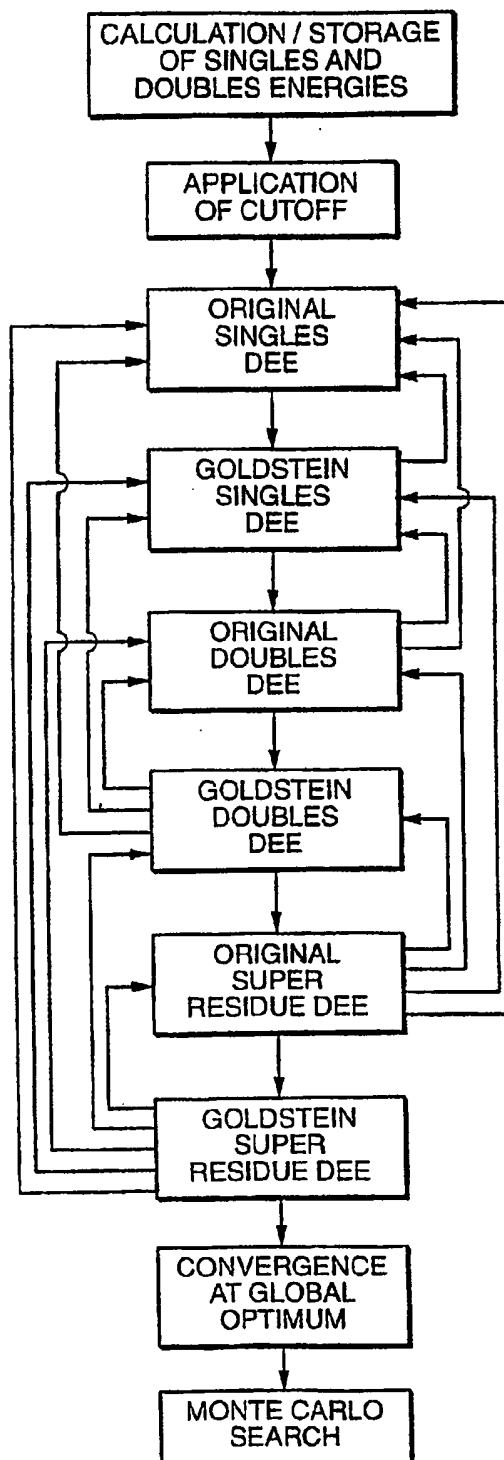 CALCULATION / STORAGE
OF SINGLES AND
DOUBLES ENERGIES
APPLICATION
OF CUTOFF
ORIGINAL
SINGLES
DEE
GOLDSTEIN
SINGLES
DEE
ORIGINAL
DOUBLES
DEE
GOLDSTEIN
DOUBLES
DEE
ORIGINAL
SUPER
RESIDUE DEE
GOLDSTEIN
SUPER
RESIDUE DEE
CONVERGENCE
AT GLOBAL
OPTIMUM
MONTE CARLO
SEARCH